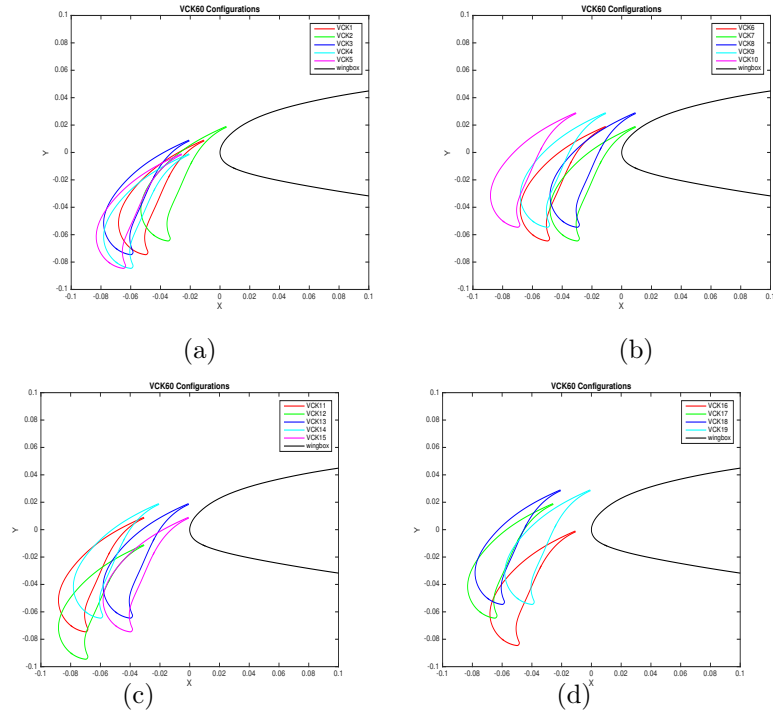 VCK60 Configurations
0.1
0.08
0.06
0.04
0.02
0
-0.02
-0.04
-0.06
-0.08
-0.1
Y
-0.1 -0.08 -0.06 -0.04 -0.02 0 0.02 0.04 0.06 0.08 0.1
X
VCK1
VCK2
VCK3
VCK4
VCK5
wingbox
(a)
VCK60 Configurations
0.1
0.08
0.06
0.04
0.02
0
-0.02
-0.04
-0.06
-0.08
-0.1
Y
-0.1 -0.08 -0.06 -0.04 -0.02 0 0.02 0.04 0.06 0.08 0.1
X
VCK6
VCK7
VCK8
VCK9
VCK10
wingbox
(b)
VCK60 Configurations
0.1
0.08
0.06
0.04
0.02
0
-0.02
-0.04
-0.06
-0.08
-0.1
Y
-0.1 -0.08 -0.06 -0.04 -0.02 0 0.02 0.04 0.06 0.08 0.1
X
VCK11
VCK12
VCK13
VCK14
VCK15
wingbox
(c)
VCK60 Configurations
0.1
0.08
0.06
0.04
0.02
0
-0.02
-0.04
-0.06
-0.08
-0.1
Y
-0.1 -0.08 -0.06 -0.04 -0.02 0 0.02 0.04 0.06 0.08 0.1
X
VCK16
VCK17
VCK18
VCK19
wingbox
(d)